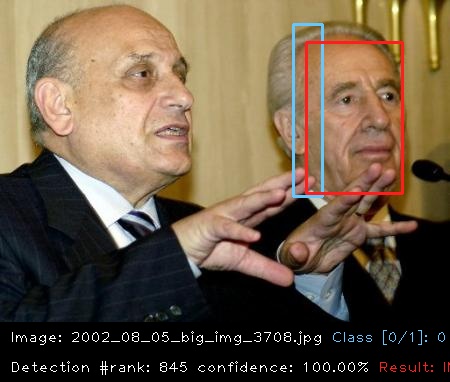 Image: 2002_08_05_big_img_3708.jpg Class [0/1]: 0
Detection #rank: 845 confidence: 100.00% Result: